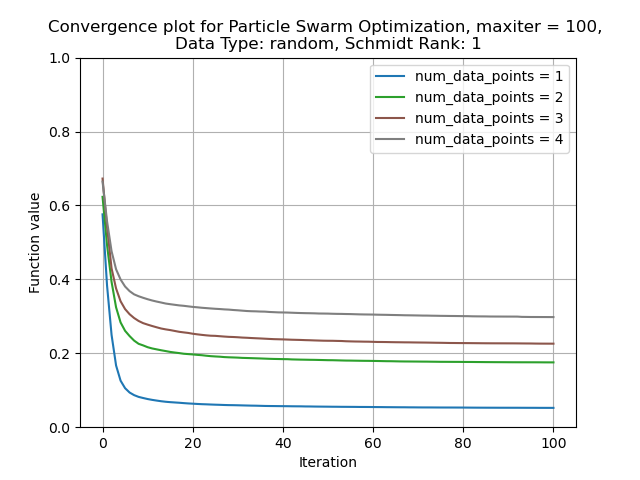 Convergence plot for Particle Swarm Optimization, maxiter = 100,
Data Type: random, Schmidt Rank: 1
1.0
0.8
0.6
0.4
0.2
0.0
Function value
num_data_points = 1
num_data_points = 2
num_data_points = 3
num_data_points = 4
0 20 40 60 80 100
Iteration